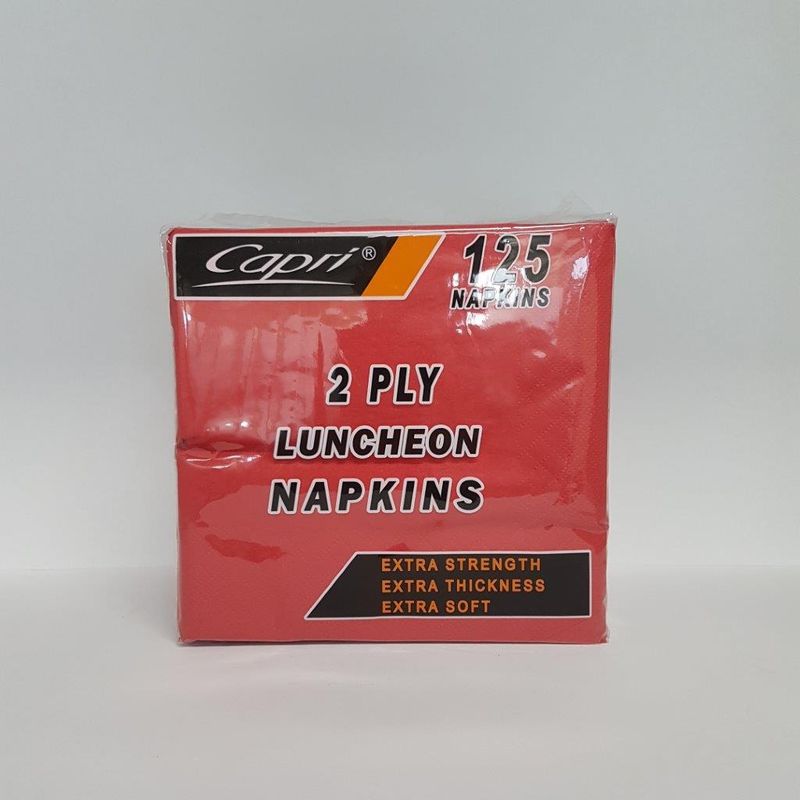 Capri®
125
NAPKINS
2 PLY
LUNCHEON
NAPKINS
EXTRA STRENGTH
EXTRA THICKNESS
EXTRA SOFT